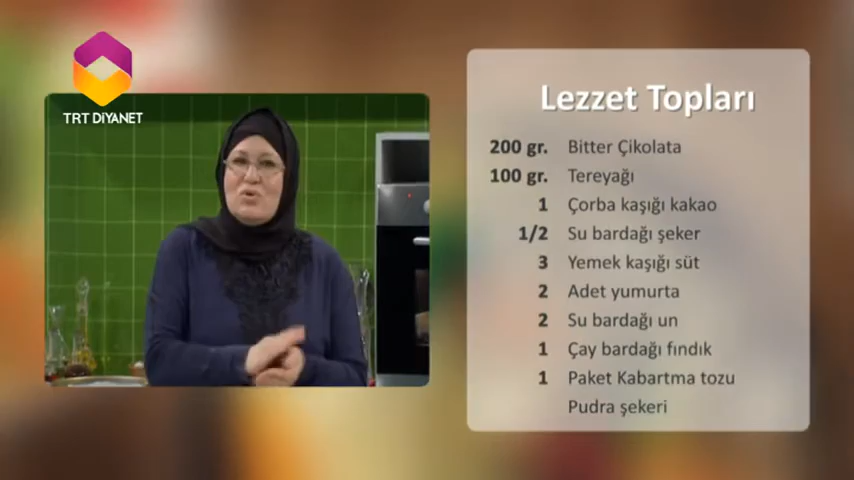 TRT DİYANET
Lezzet Topları
200 gr. Bitter Çikolata
100 gr. Tereyağı
1 Çorba kaşığı kakao
1/2 Su bardağı şeker
3 Yemek kaşığı süt
2 Adet yumurta
2 Su bardağı un
1 Çay bardağı fındık
1 Paket Kabartma tozu
Pudra şekeri